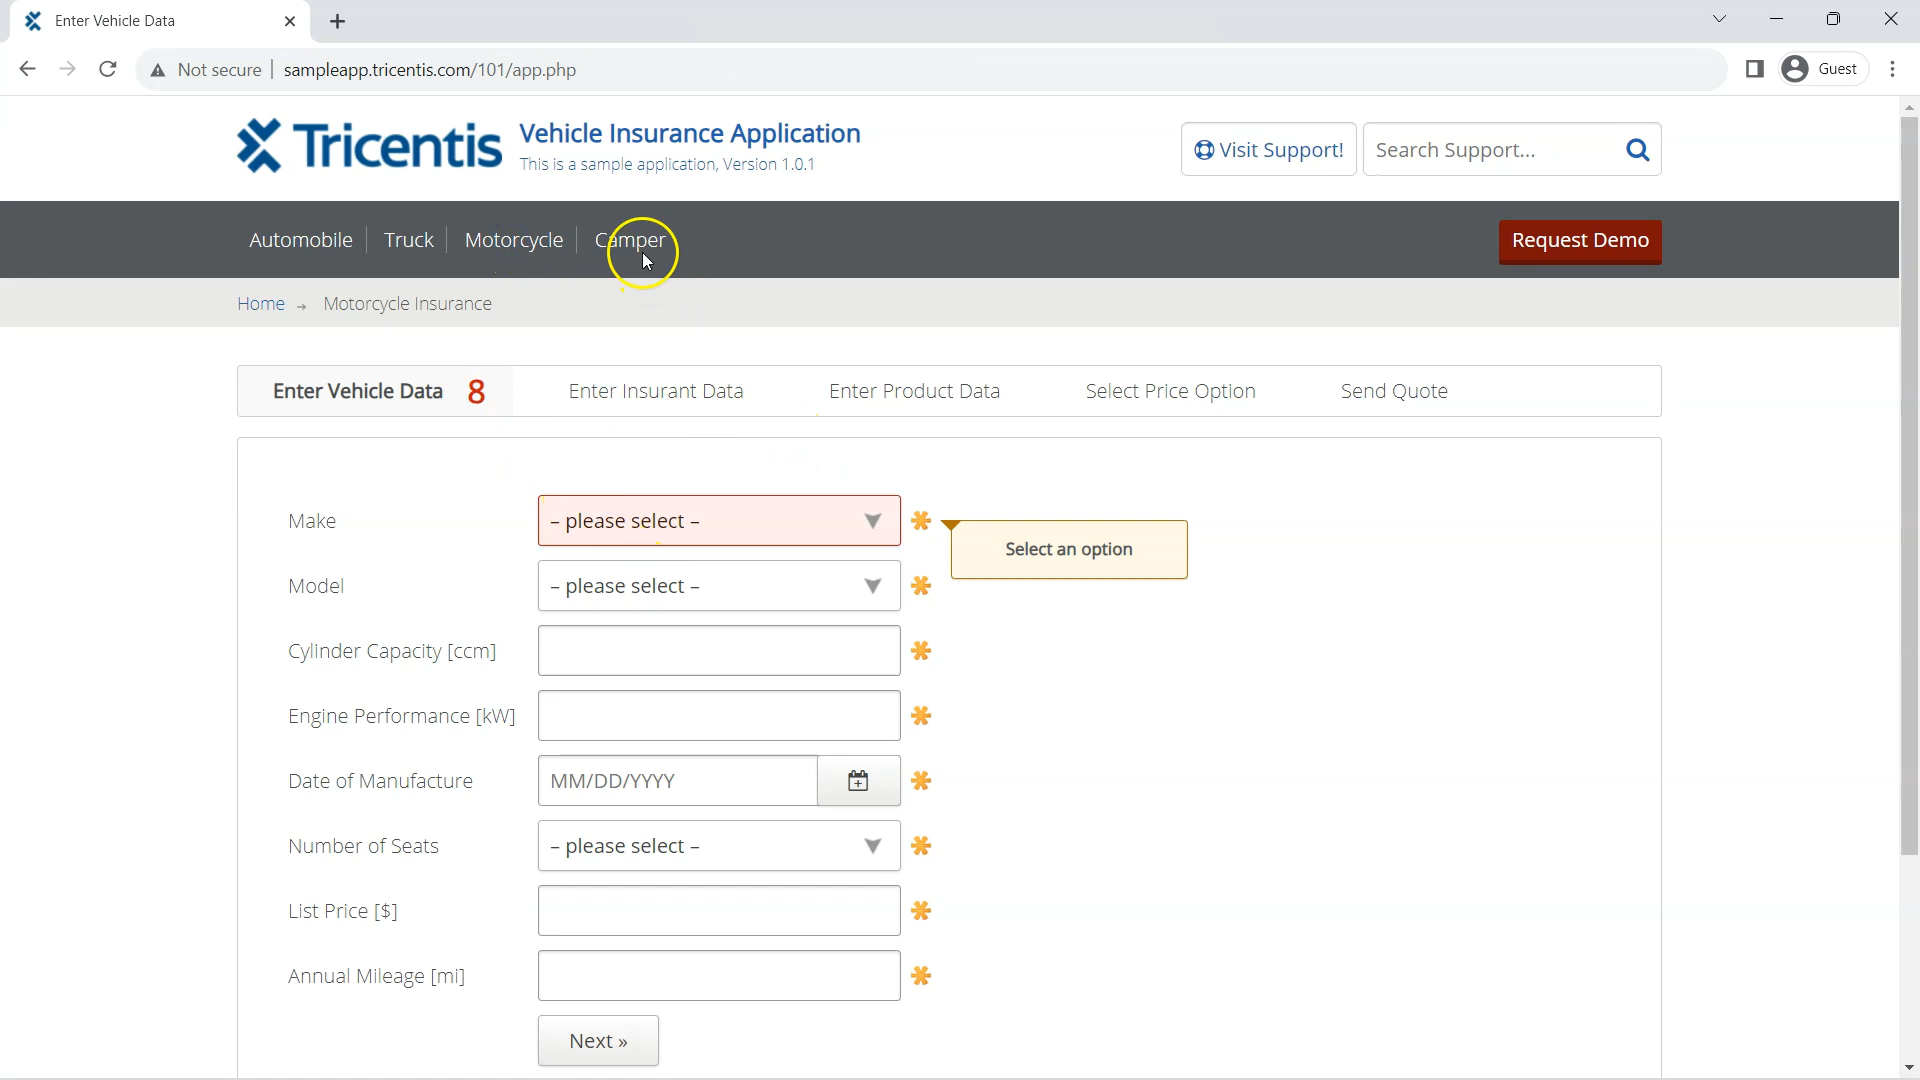 Enter Vehicle Data
Not secure
sampleapp.tricentis.com/101/app.php
Guest
Tricentis
Vehicle Insurance Application
This is a sample application, Version 1.0.1
Visit Support!
Search Support...
Automobile
Truck
Motorcycle
Camper
Request Demo
Home → Motorcycle Insurance
Enter Vehicle Data 8
Enter Insurant Data
Enter Product Data
Select Price Option
Send Quote
Make
– please select –
Select an option
Model
– please select –
Cylinder Capacity [ccm]
Engine Performance [kW]
Date of Manufacture
MM/DD/YYYY
Number of Seats
– please select –
List Price [$]
Annual Mileage [mi]
Next »